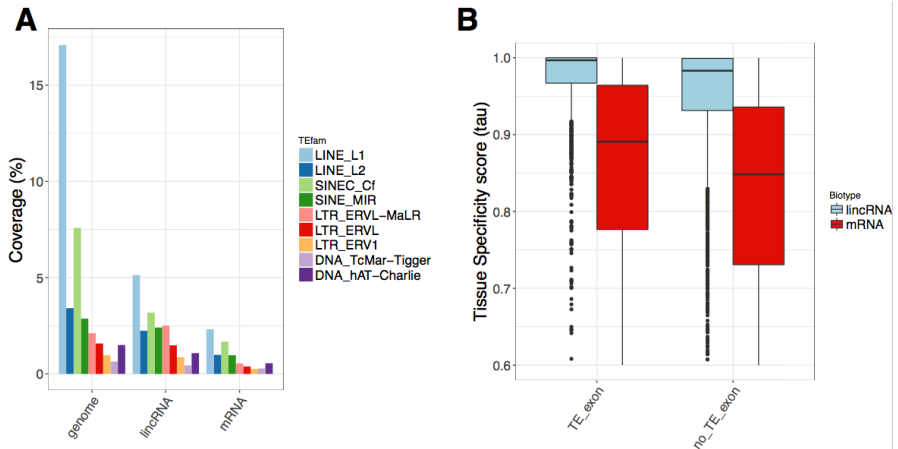 A
Coverage (%)
15
10
5
0
genome
lincRNA
mRNA
TEfam
LINE_L1
LINE_L2
SINEC_Cf
SINE_MIR
LTR_ERVL-MaLR
LTR_ERVL
LTR_ERV1
DNA_TcMar-Tigger
DNA_hAT-Charlie
B
Tissue Specificity score (tau)
1.0
0.9
0.8
0.7
0.6
TE_exon
no_TE_exon
Biotype
lincRNA
mRNA